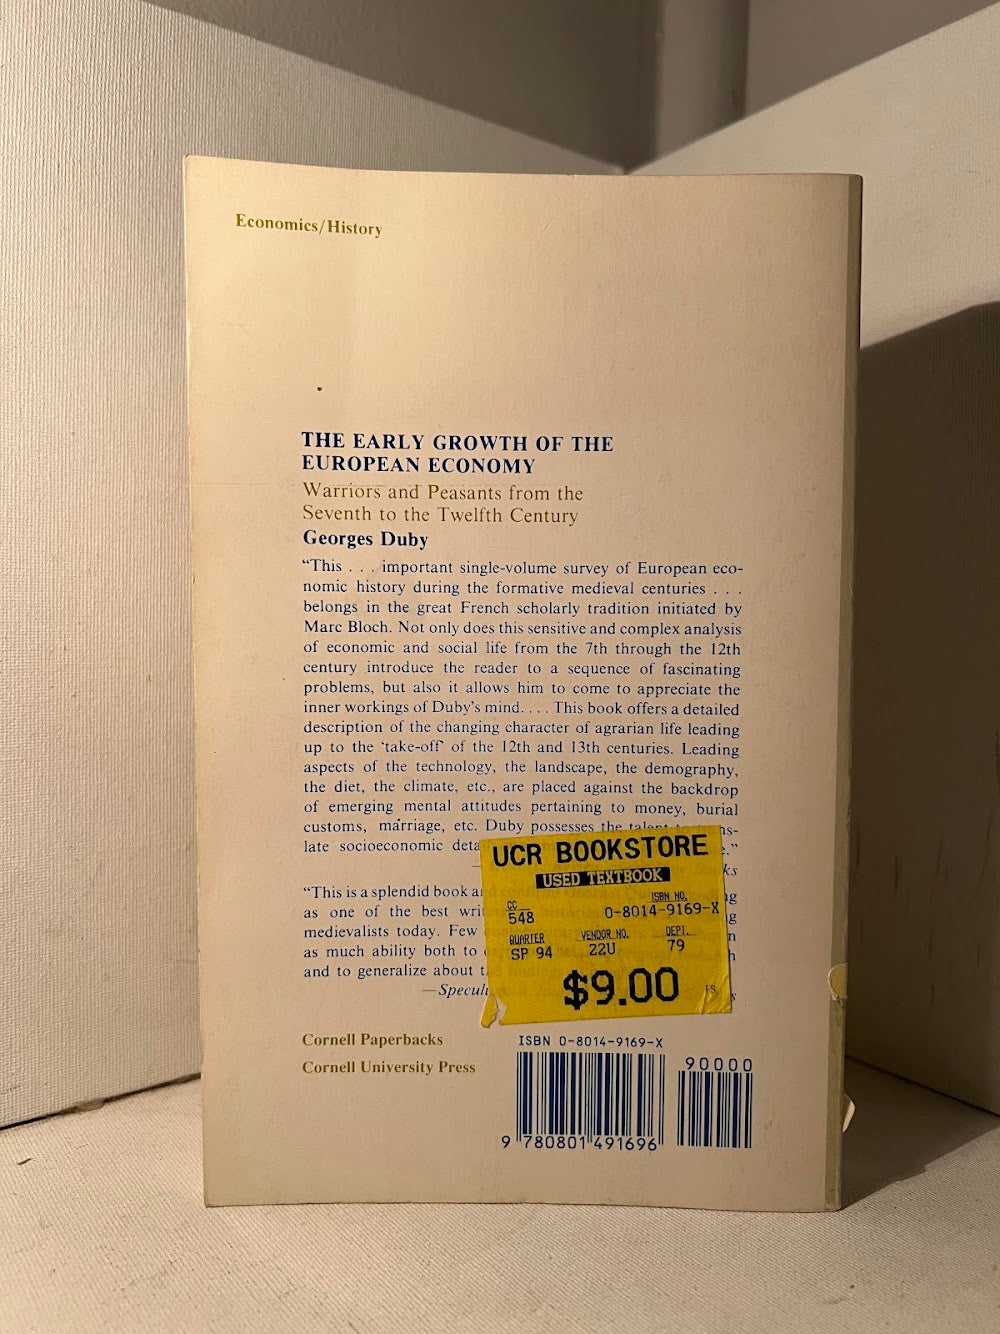 Economics/History
THE EARLY GROWTH OF THE
EUROPEAN ECONOMY
Warriors and Peasants from the
Seventh to the Twelfth Century
Georges Duby
“This . . . important single-volume survey of European eco-
nomic history during the formative medieval centuries . . .
belongs in the great French scholarly tradition initiated by
Marc Bloch. Not only does this sensitive and complex analysis
of economic and social life from the 7th through the 12th
century introduce the reader to a sequence of fascinating
problems, but also it allows him to come to appreciate the
inner workings of Duby's mind. . . . This book offers a detailed
description of the changing character of agrarian life leading
up to the ‘take-off’ of the 12th and 13th centuries. Leading
aspects of the technology, the landscape, the demography,
the diet, the climate, etc., are placed against the backdrop
of emerging mental attitudes pertaining to money, burial
customs, marriage, etc. Duby possesses the talent to
late socioeconomic
“This is a splendid book
as one of the best
medievalists today. Few
as much ability both to
and to generalize about
UCR BOOKSTORE
USED TEXTBOOK
CC ISBN NO.
548 0-8014-9169-X
QUARTER VENDOR NO. DEPT.
SP 94 22U 79
$9.00 FS
Cornell Paperbacks
Cornell University Press
ISBN 0-8014-9169-X
90000
9 780801 491696